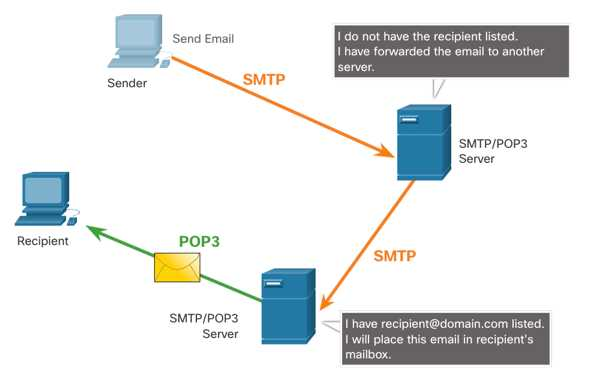 Send Email
Sender
SMTP
I do not have the recipient listed.
I have forwarded the email to another
server.
SMTP/POP3
Server
SMTP
Recipient
POP3
SMTP/POP3
Server
I have recipient@domain.com listed.
I will place this email in recipient's
mailbox.